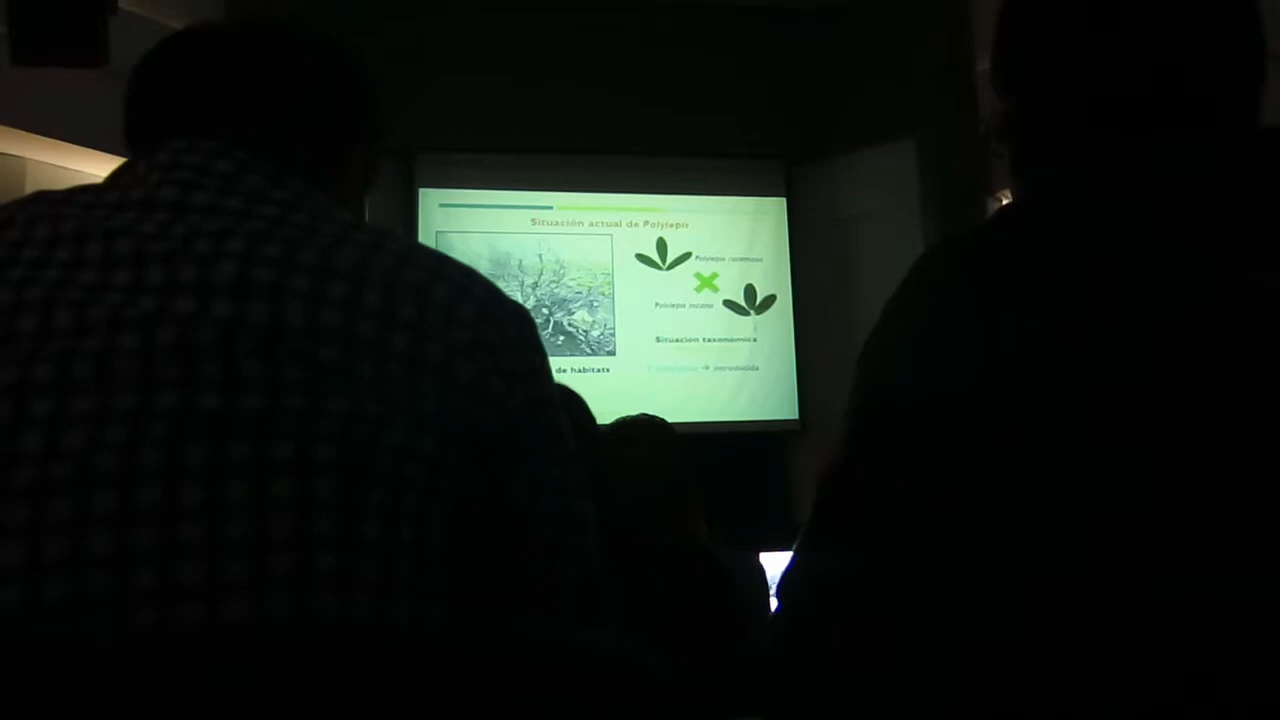 Situación actual de Polylepis
Polylepis racemosa
Polylepis incana
Situación taxonómica
de hábitats
→ introducida